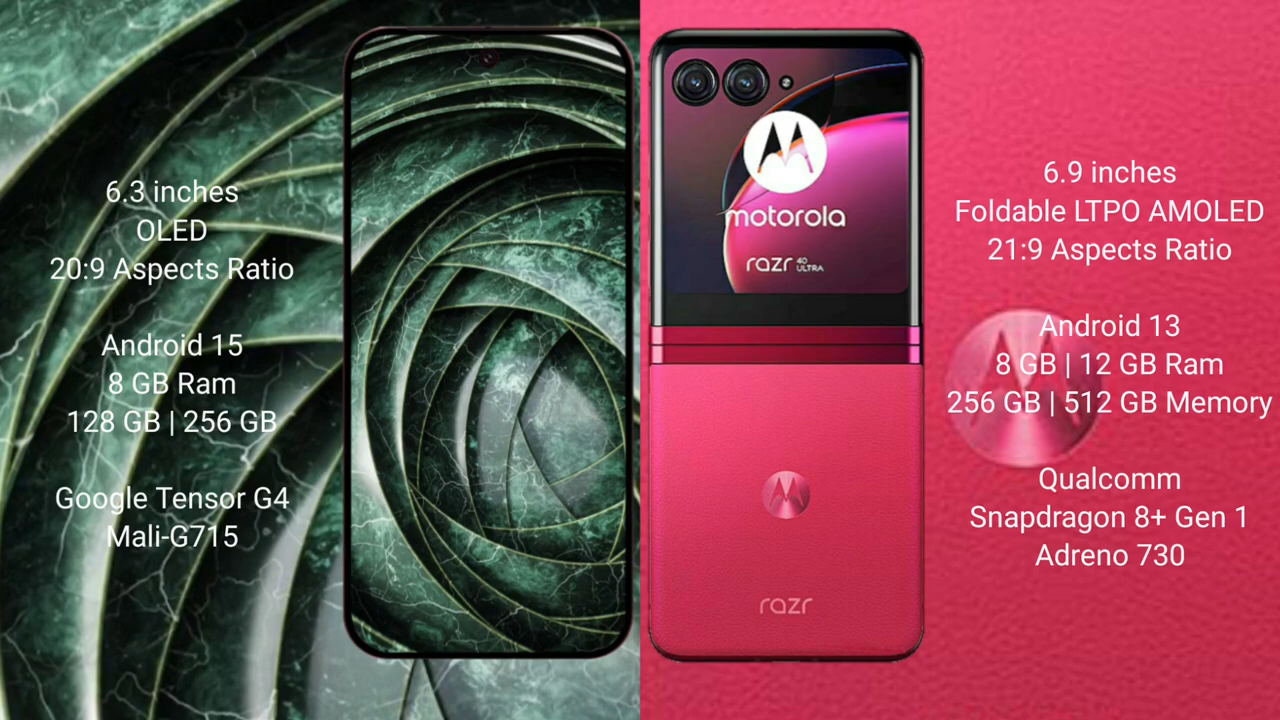 6.3 inches
OLED
20:9 Aspects Ratio
Android 15
8 GB Ram
128 GB | 256 GB
Google Tensor G4
Mali-G715
motorola
razr 40 ULTRA
razr
6.9 inches
Foldable LTPO AMOLED
21:9 Aspects Ratio
Android 13
8 GB | 12 GB Ram
256 GB | 512 GB Memory
Qualcomm
Snapdragon 8+ Gen 1
Adreno 730